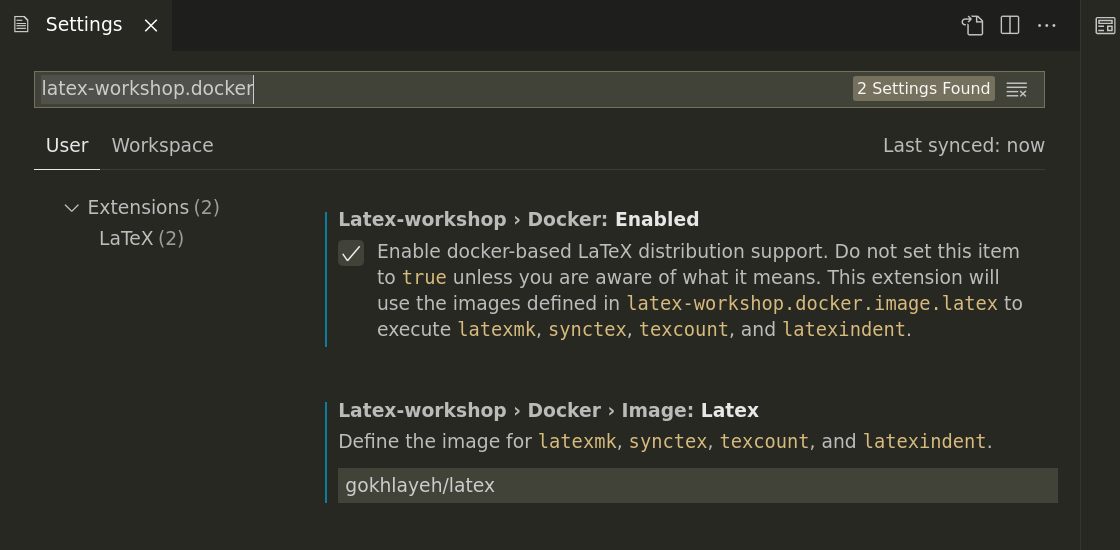 Settings
latex-workshop.docker
2 Settings Found
User
Workspace
Last synced: now
Extensions (2)
LaTeX (2)
Latex-workshop › Docker: Enabled
Enable docker-based LaTeX distribution support. Do not set this item
to true unless you are aware of what it means. This extension will
use the images defined in latex-workshop.docker.image.latex to
execute latexmk, synctex, texcount, and latexindent.
Latex-workshop › Docker › Image: Latex
Define the image for latexmk, synctex, texcount, and latexindent.
gokhlayeh/latex